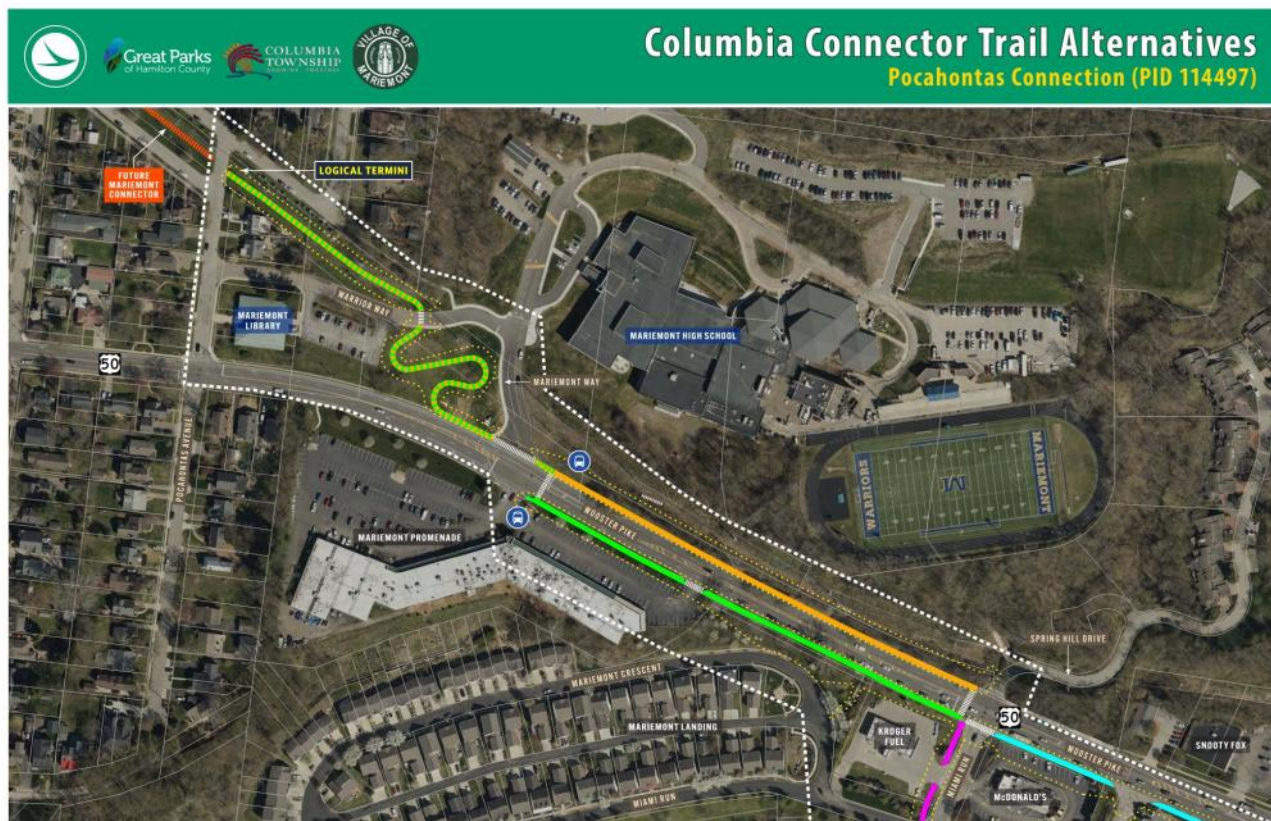 Great Parks
of Hamilton County
COLUMBIA
TOWNSHIP
VILLAGE OF
MARIEMONT
Columbia Connector Trail Alternatives
Pocahontas Connection (PID 114497)
FUTURE
MARIEMONT
CONNECTOR
LOGICAL TERMINI
WARRIOR WAY
MARIEMONT
LIBRARY
MARIEMONT HIGH SCHOOL
50
MARIEMONT WAY
POCAHONTAS AVENUE
WARRIORS
M
MARIEMONT
WOOSTER PIKE
MARIEMONT PROMENADE
SPRING HILL DRIVE
MARIEMONT CRESCENT
MARIEMONT LANDING
50
KROGER
FUEL
WOOSTER PIKE
SNOOTY FOX
MIAMI RUN
MIAMI RUN
McDONALD'S